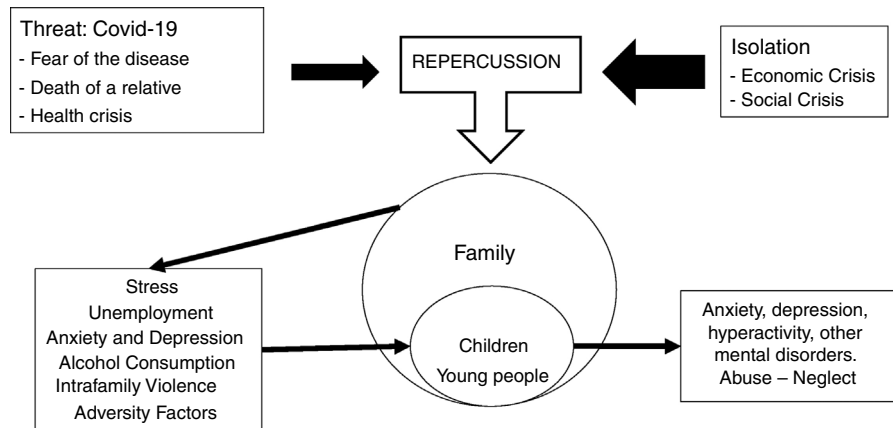 Threat: Covid-19
- Fear of the disease
- Death of a relative
- Health crisis
REPERCUSSION
Isolation
- Economic Crisis
- Social Crisis
Family
Stress
Unemployment
Anxiety and Depression
Alcohol Consumption
Intrafamily Violence
Adversity Factors
Children
Young people
Anxiety, depression,
hyperactivity, other
mental disorders.
Abuse – Neglect